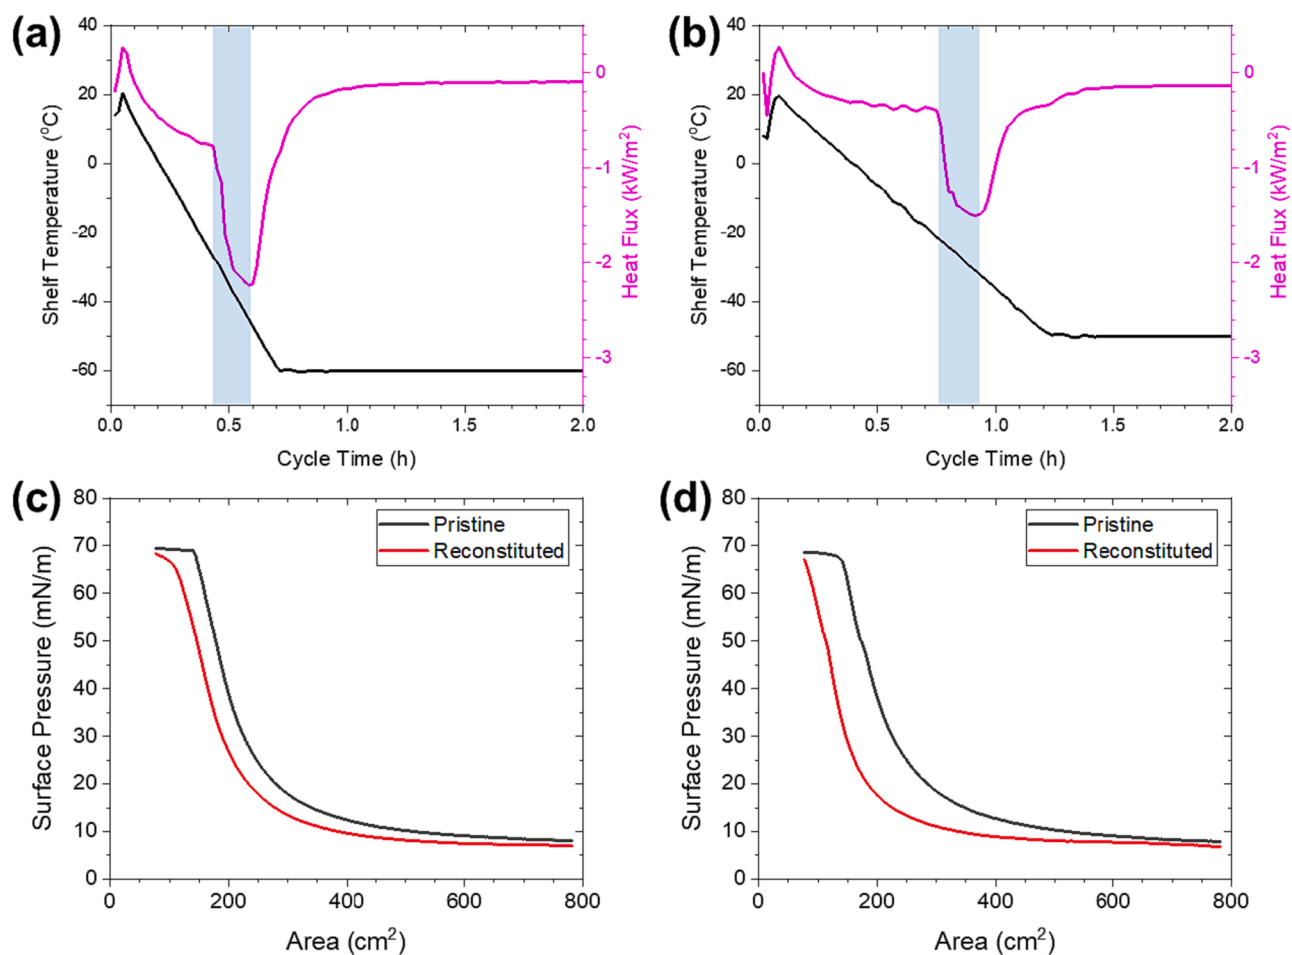 (a)
40
20
0
-20
-40
-60
Shelf Temperature (°C)
0
-1
-2
-3
Heat Flux (kW/m²)
0.0 0.5 1.0 1.5 2.0
Cycle Time (h)
(b)
40
20
0
-20
-40
-60
Shelf Temperature (°C)
0
-1
-2
-3
Heat Flux (kW/m²)
0.0 0.5 1.0 1.5 2.0
Cycle Time (h)
(c)
80
70
60
50
40
30
20
10
0
Surface Pressure (mN/m)
Pristine
Reconstituted
0 200 400 600 800
Area (cm²)
(d)
80
70
60
50
40
30
20
10
0
Surface Pressure (mN/m)
Pristine
Reconstituted
0 200 400 600 800
Area (cm²)